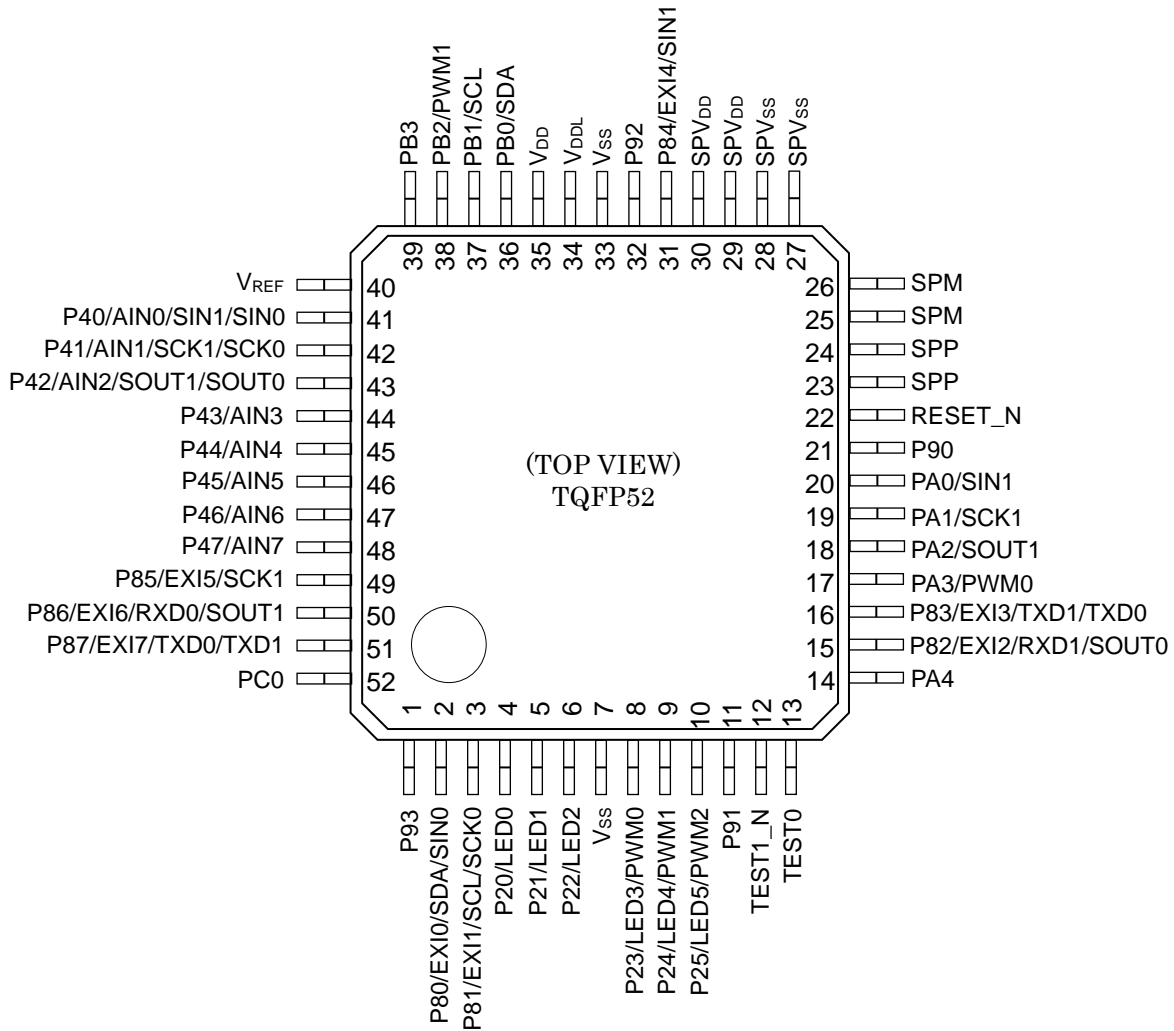 PB3
PB2/PWM1
PB1/SCL
PB0/SDA
VDD
VDDL
VSS
P92
P84/EXI4/SIN1
SPVDD
SPVDD
SPVSS
SPVSS
39
38
37
36
35
34
33
32
31
30
29
28
27
VREF 40
P40/AIN0/SIN1/SIN0 41
P41/AIN1/SCK1/SCK0 42
P42/AIN2/SOUT1/SOUT0 43
P43/AIN3 44
P44/AIN4 45
P45/AIN5 46
P46/AIN6 47
P47/AIN7 48
P85/EXI5/SCK1 49
P86/EXI6/RXD0/SOUT1 50
P87/EXI7/TXD0/TXD1 51
PC0 52
(TOP VIEW)
TQFP52
26 SPM
25 SPM
24 SPP
23 SPP
22 RESET_N
21 P90
20 PA0/SIN1
19 PA1/SCK1
18 PA2/SOUT1
17 PA3/PWM0
16 P83/EXI3/TXD1/TXD0
15 P82/EXI2/RXD1/SOUT0
14 PA4
1
2
3
4
5
6
7
8
9
10
11
12
13
P93
P80/EXI0/SDA/SIN0
P81/EXI1/SCL/SCK0
P20/LED0
P21/LED1
P22/LED2
VSS
P23/LED3/PWM0
P24/LED4/PWM1
P25/LED5/PWM2
P91
TEST1_N
TEST0